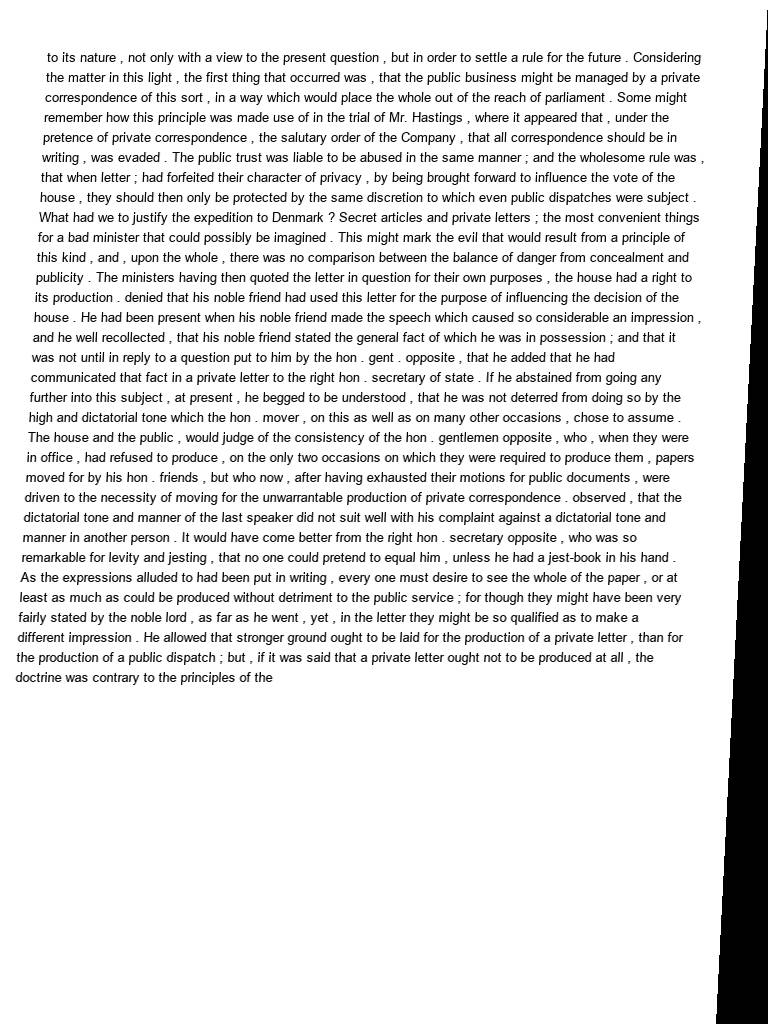 to its nature , not only with a view to the present question , but in order to settle a rule for the future . Considering
the matter in this light , the first thing that occurred was , that the public business might be managed by a private
correspondence of this sort , in a way which would place the whole out of the reach of parliament . Some might
remember how this principle was made use of in the trial of Mr. Hastings , where it appeared that , under the
pretence of private correspondence , the salutary order of the Company , that all correspondence should be in
writing , was evaded . The public trust was liable to be abused in the same manner ; and the wholesome rule was ,
that when letter ; had forfeited their character of privacy , by being brought forward to influence the vote of the
house , they should then only be protected by the same discretion to which even public dispatches were subject .
What had we to justify the expedition to Denmark ? Secret articles and private letters ; the most convenient things
for a bad minister that could possibly be imagined . This might mark the evil that would result from a principle of
this kind , and , upon the whole , there was no comparison between the balance of danger from concealment and
publicity . The ministers having then quoted the letter in question for their own purposes , the house had a right to
its production . denied that his noble friend had used this letter for the purpose of influencing the decision of the
house . He had been present when his noble friend made the speech which caused so considerable an impression ,
and he well recollected , that his noble friend stated the general fact of which he was in possession ; and that it
was not until in reply to a question put to him by the hon . gent . opposite , that he added that he had
communicated that fact in a private letter to the right hon . secretary of state . If he abstained from going any
further into this subject , at present , he begged to be understood , that he was not deterred from doing so by the
high and dictatorial tone which the hon . mover , on this as well as on many other occasions , chose to assume .
The house and the public , would judge of the consistency of the hon . gentlemen opposite , who , when they were
in office , had refused to produce , on the only two occasions on which they were required to produce them , papers
moved for by his hon . friends , but who now , after having exhausted their motions for public documents , were
driven to the necessity of moving for the unwarrantable production of private correspondence . observed , that the
dictatorial tone and manner of the last speaker did not suit well with his complaint against a dictatorial tone and
manner in another person . It would have come better from the right hon . secretary opposite , who was so
remarkable for levity and jesting , that no one could pretend to equal him , unless he had a jest-book in his hand .
As the expressions alluded to had been put in writing , every one must desire to see the whole of the paper , or at
least as much as could be produced without detriment to the public service ; for though they might have been very
fairly stated by the noble lord , as far as he went , yet , in the letter they might be so qualified as to make a
different impression . He allowed that stronger ground ought to be laid for the production of a private letter , than for
the production of a public dispatch ; but , if it was said that a private letter ought not to be produced at all , the
doctrine was contrary to the principles of the